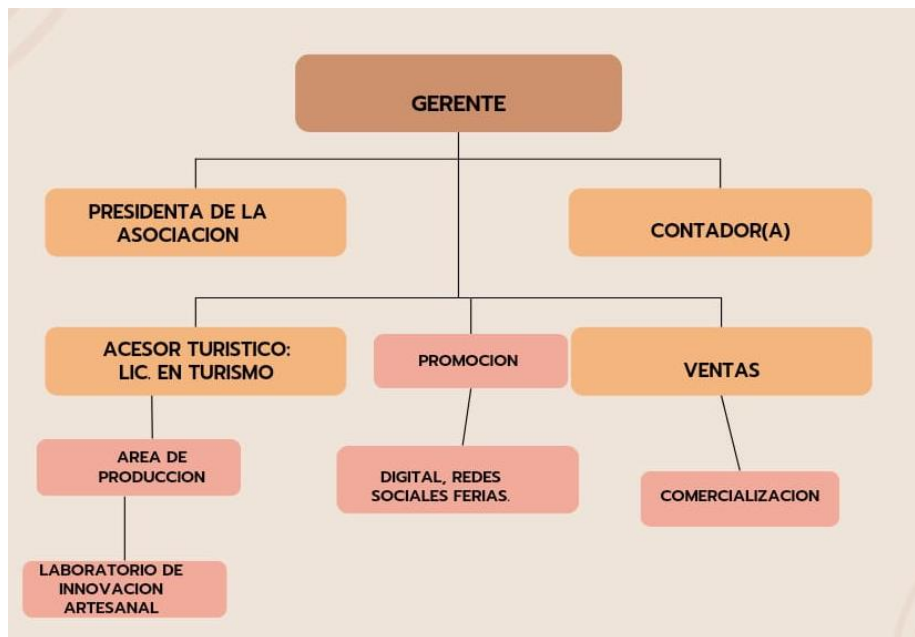 GERENTE
PRESIDENTA DE LA
ASOCIACION
CONTADOR(A)
ACESOR TURISTICO:
LIC. EN TURISMO
PROMOCION
VENTAS
AREA DE
PRODUCCION
DIGITAL, REDES
SOCIALES FERIAS.
COMERCIALIZACION
LABORATORIO DE
INNOVACION
ARTESANAL